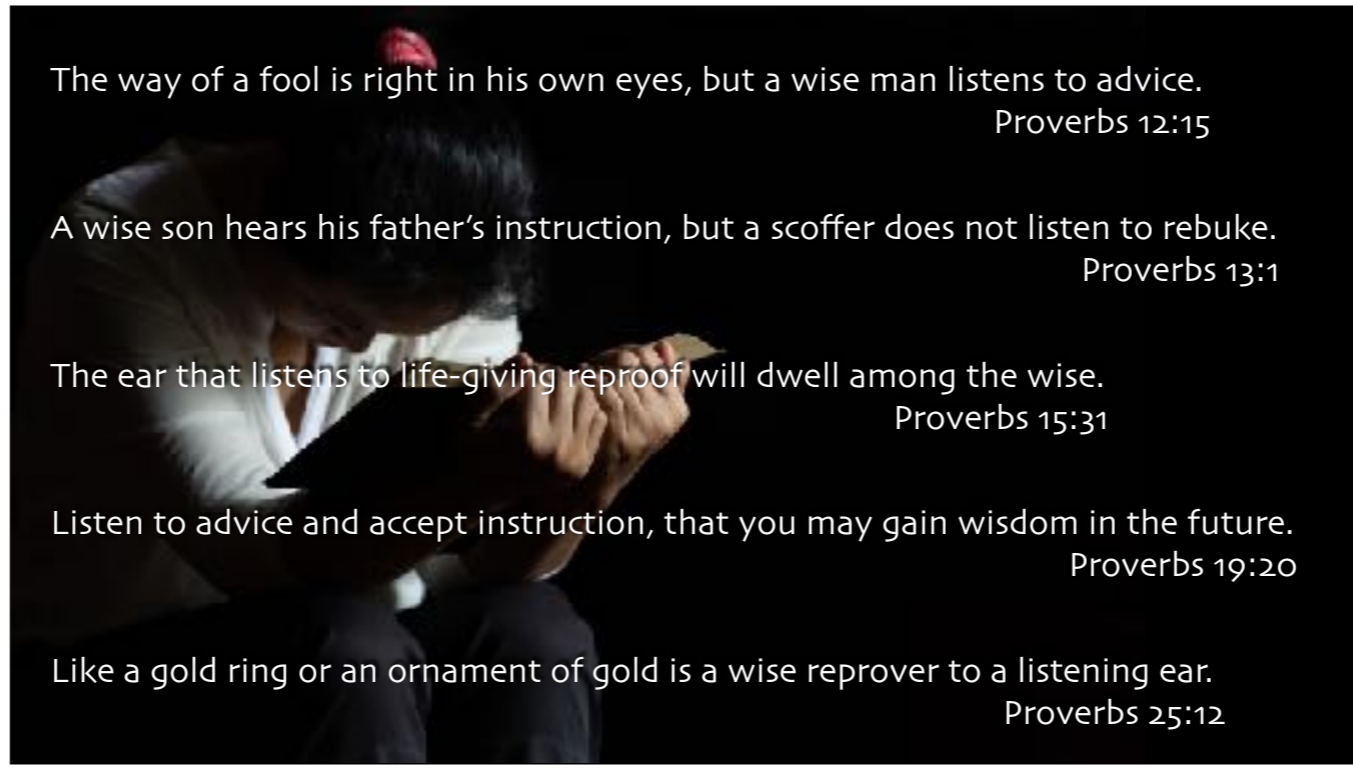 The way of a fool is right in his own eyes, but a wise man listens to advice.
Proverbs 12:15
A wise son hears his father’s instruction, but a scoffer does not listen to rebuke.
Proverbs 13:1
The ear that listens to life-giving reproof will dwell among the wise.
Proverbs 15:31
Listen to advice and accept instruction, that you may gain wisdom in the future.
Proverbs 19:20
Like a gold ring or an ornament of gold is a wise reprover to a listening ear.
Proverbs 25:12